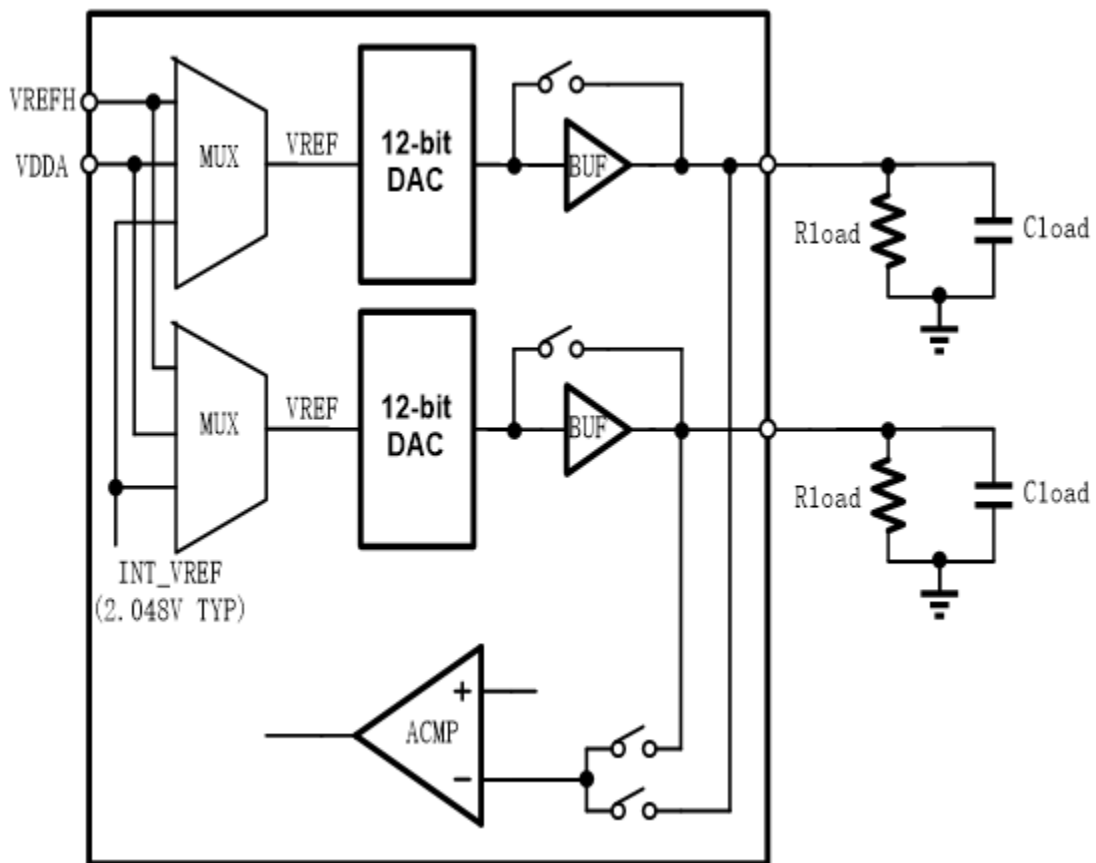 VREFH
VDDA
MUX
VREF
12-bit
DAC
BUF
Rload
Cload
MUX
VREF
12-bit
DAC
BUF
Rload
Cload
INT_VREF
(2.048V TYP)
+
ACMP
−